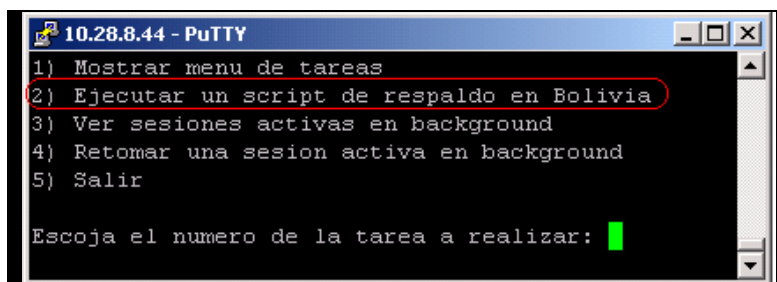 10.28.8.44 - PuTTY
1) Mostrar menu de tareas
2) Ejecutar un script de respaldo en Bolivia
3) Ver sesiones activas en background
4) Retomar una sesion activa en background
5) Salir
Escoja el numero de la tarea a realizar: